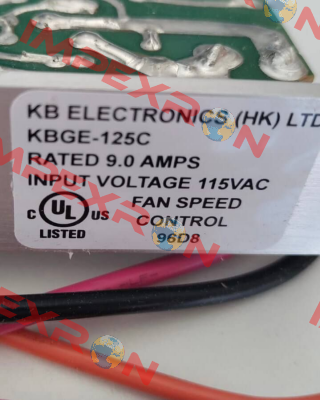 KB ELECTRONICS (HK) LTD
KBGE-125C
RATED 9.0 AMPS
INPUT VOLTAGE 115VAC
C UL US FAN SPEED
LISTED CONTROL
96D8
IMPEXRON